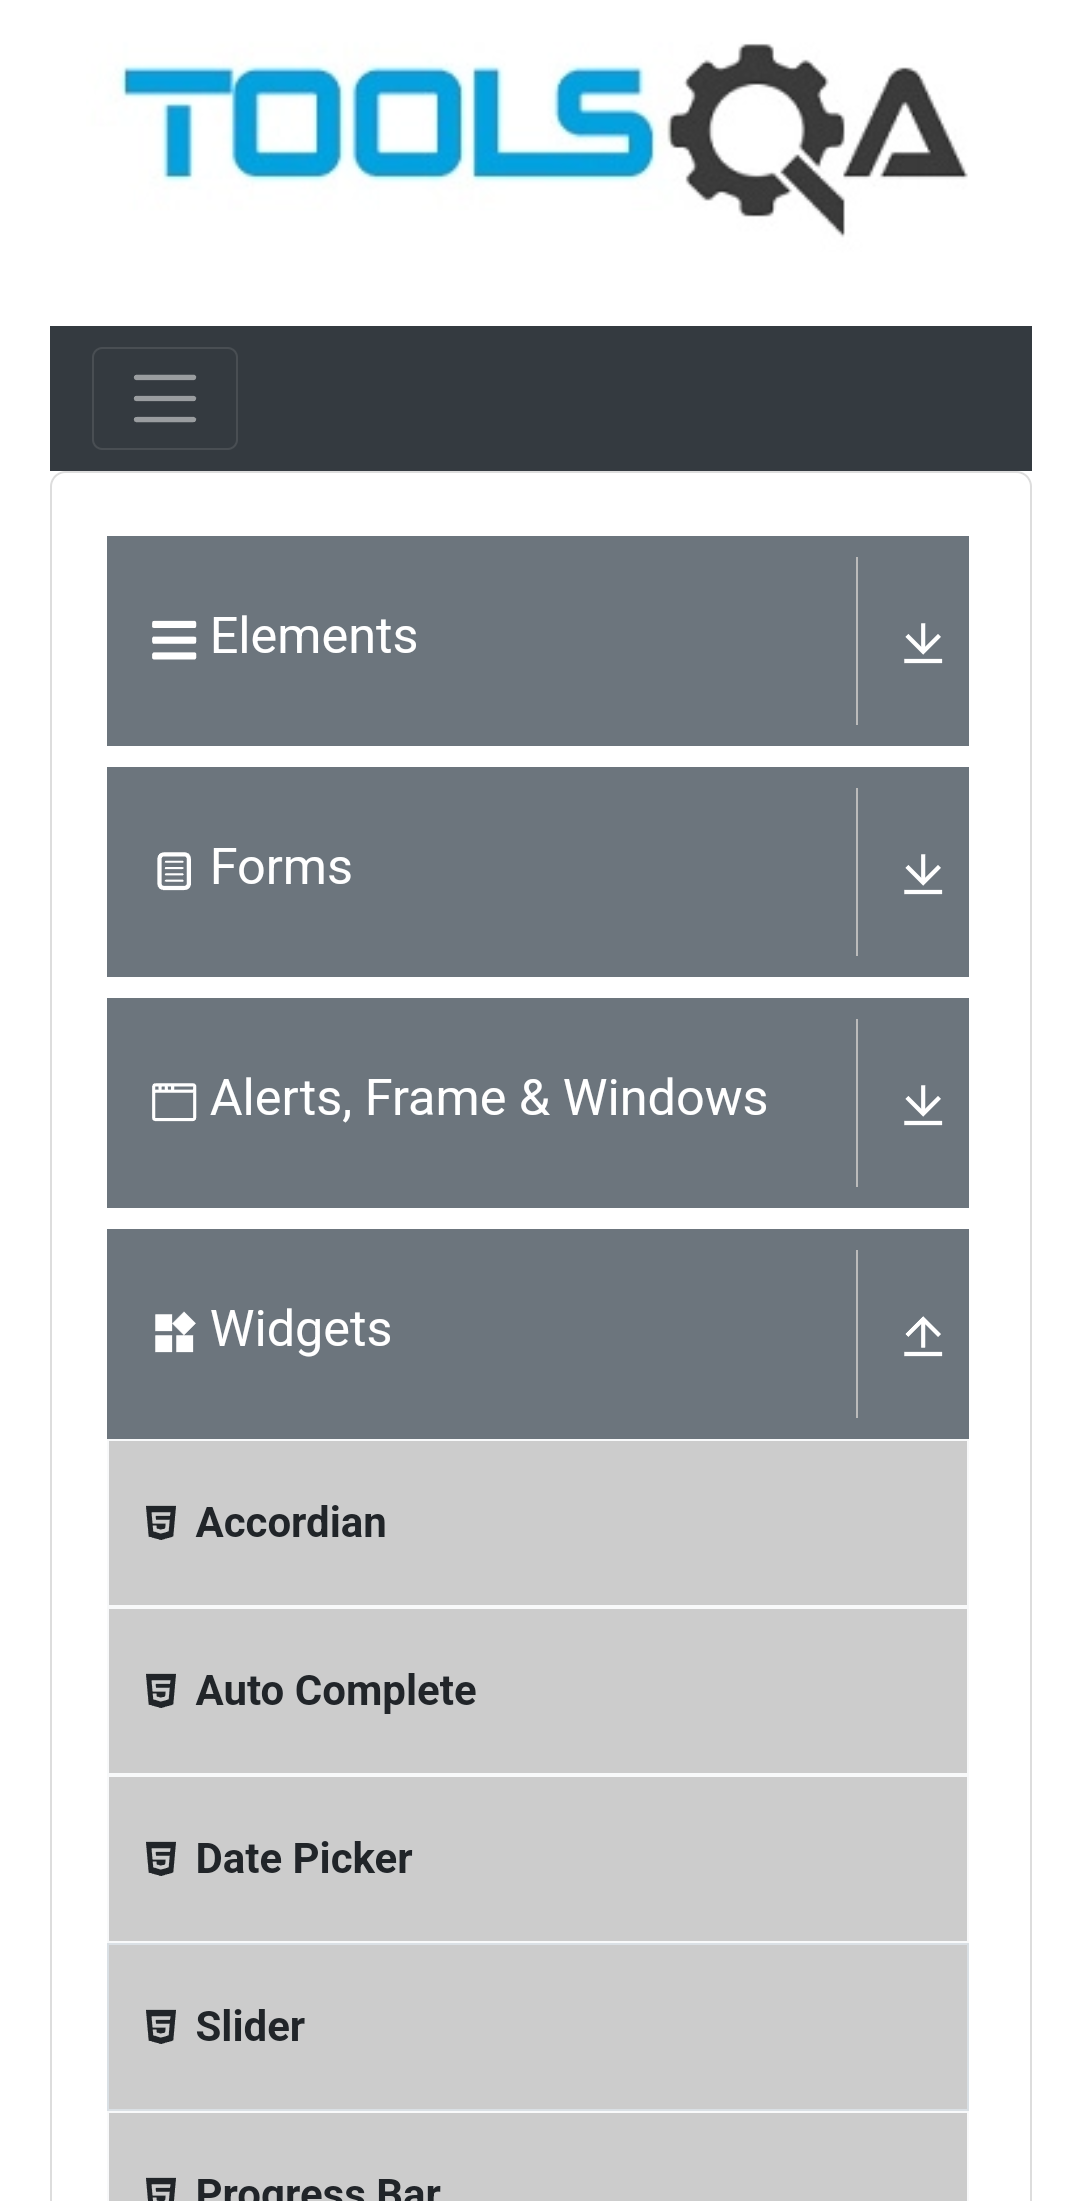 TOOLSQA
Elements
Forms
Alerts, Frame & Windows
Widgets
Accordian
Auto Complete
Date Picker
Slider
Progress Bar